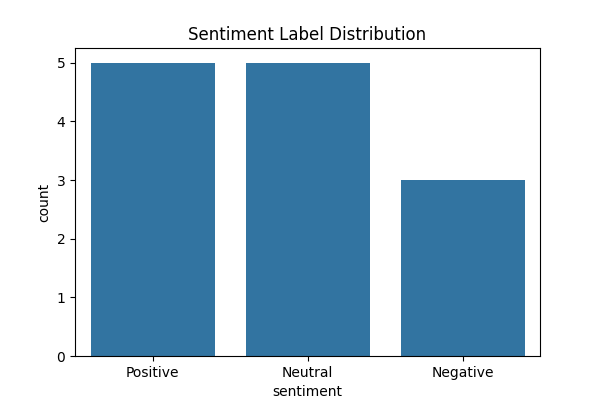 Sentiment Label Distribution
5
4
3
2
1
0
count
Positive Neutral Negative
sentiment